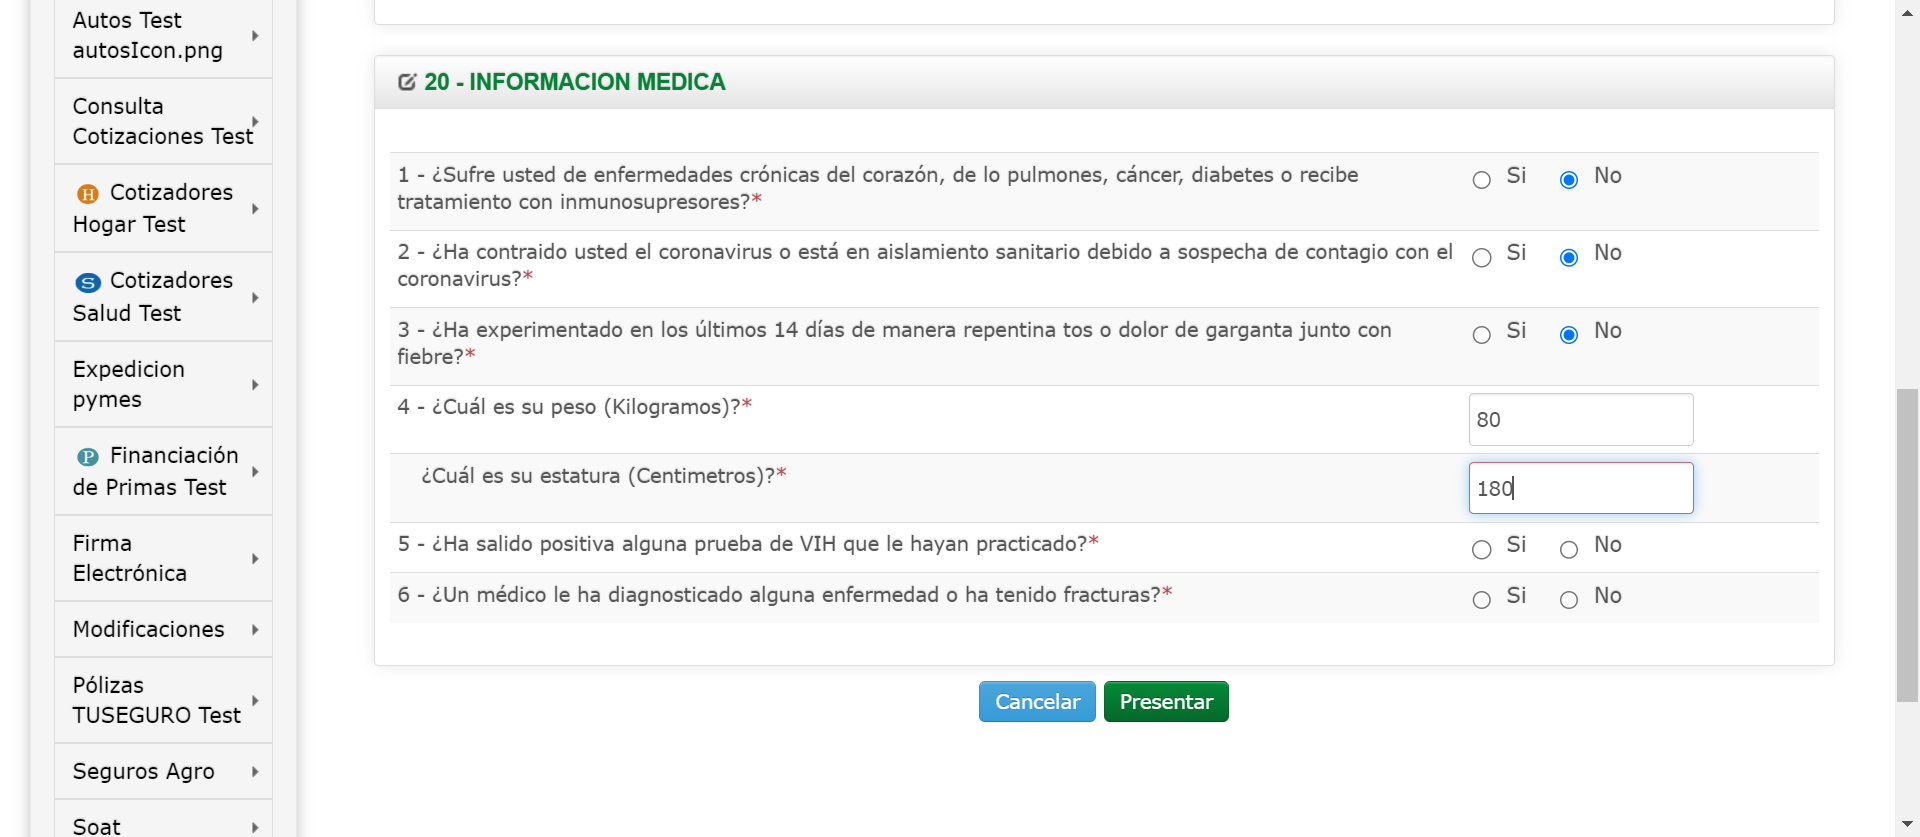 Autos Test
autosIcon.png
Consulta
Cotizaciones Test
H Cotizadores
Hogar Test
S Cotizadores
Salud Test
Expedicion
pymes
P Financiación
de Primas Test
Firma
Electrónica
Modificaciones
Pólizas
TUSEGURO Test
Seguros Agro
Soat
20 - INFORMACION MEDICA
1 - ¿Sufre usted de enfermedades crónicas del corazón, de lo pulmones, cáncer, diabetes o recibe
tratamiento con inmunosupresores?*
Si No
2 - ¿Ha contraido usted el coronavirus o está en aislamiento sanitario debido a sospecha de contagio con el
coronavirus?*
Si No
3 - ¿Ha experimentado en los últimos 14 días de manera repentina tos o dolor de garganta junto con
fiebre?*
Si No
4 - ¿Cuál es su peso (Kilogramos)?*
80
¿Cuál es su estatura (Centimetros)?*
180
5 - ¿Ha salido positiva alguna prueba de VIH que le hayan practicado?*
Si No
6 - ¿Un médico le ha diagnosticado alguna enfermedad o ha tenido fracturas?*
Si No
Cancelar Presentar